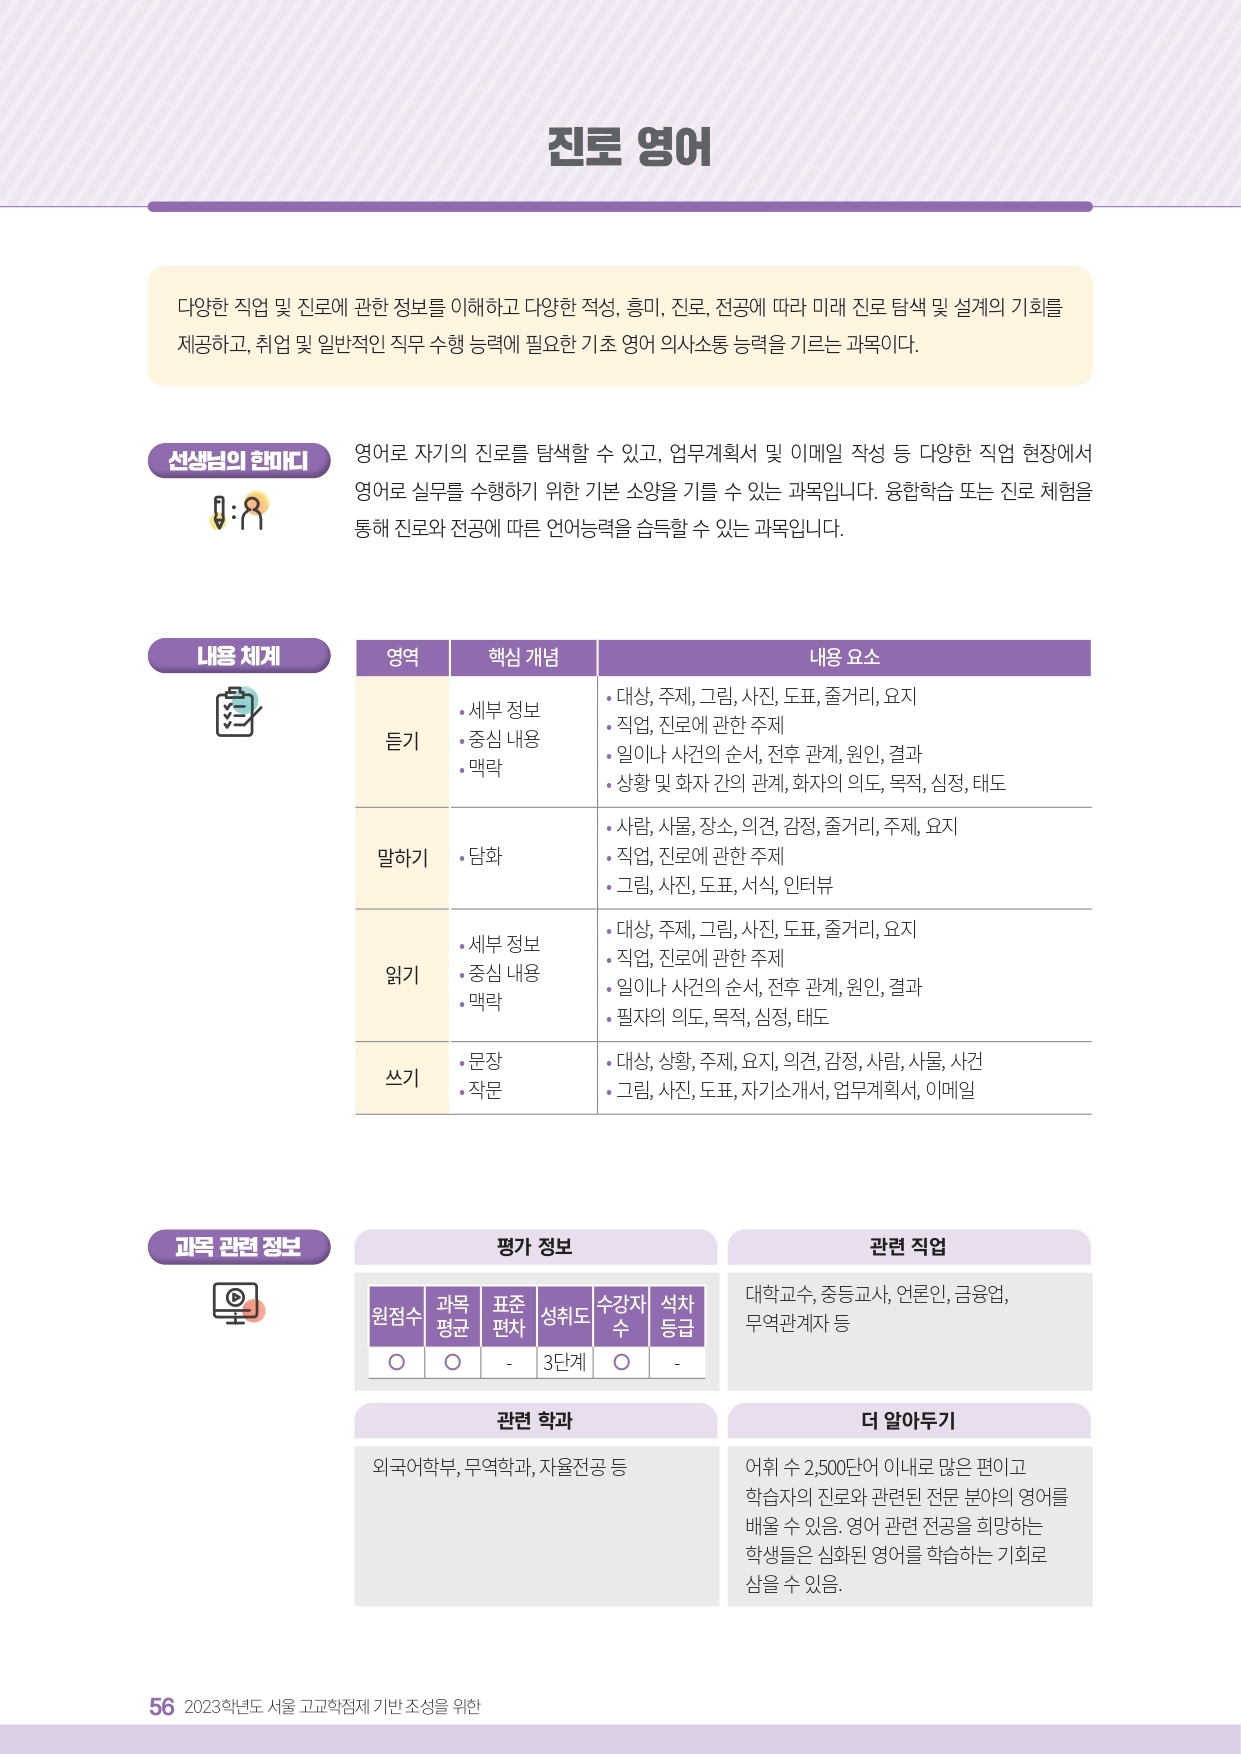 진로 영어
다양한 직업 및 진로에 관한 정보를 이해하고 다양한 적성, 흥미, 진로, 전공에 따라 미래 진로 탐색 및 설계의 기회를
제공하고, 취업 및 일반적인 직무 수행 능력에 필요한 기초 영어 의사소통 능력을 기르는 과목이다.
선생님의 한마디
영어로 자기의 진로를 탐색할 수 있고, 업무계획서 및 이메일 작성 등 다양한 직업 현장에서
영어로 실무를 수행하기 위한 기본 소양을 기를 수 있는 과목입니다. 융합학습 또는 진로 체험을
통해 진로와 전공에 따른 언어능력을 습득할 수 있는 과목입니다.
내용 체계
영역 핵심 개념 내용 요소
듣기
• 세부 정보
• 중심 내용
• 맥락
• 대상, 주제, 그림, 사진, 도표, 줄거리, 요지
• 직업, 진로에 관한 주제
• 일이나 사건의 순서, 전후 관계, 원인, 결과
• 상황 및 화자 간의 관계, 화자의 의도, 목적, 심정, 태도
말하기
• 담화
• 사람, 사물, 장소, 의견, 감정, 줄거리, 주제, 요지
• 직업, 진로에 관한 주제
• 그림, 사진, 도표, 서식, 인터뷰
읽기
• 세부 정보
• 중심 내용
• 맥락
• 대상, 주제, 그림, 사진, 도표, 줄거리, 요지
• 직업, 진로에 관한 주제
• 일이나 사건의 순서, 전후 관계, 원인, 결과
• 필자의 의도, 목적, 심정, 태도
쓰기
• 문장
• 작문
• 대상, 상황, 주제, 요지, 의견, 감정, 사람, 사물, 사건
• 그림, 사진, 도표, 자기소개서, 업무계획서, 이메일
과목 관련 정보
평가 정보
원점수 과목 평균 표준 편차 성취도 수강자 수 석차 등급
○ ○ - 3단계 ○ -
관련 직업
대학교수, 중등교사, 언론인, 금융업,
무역관계자 등
관련 학과
외국어학부, 무역학과, 자율전공 등
더 알아두기
어휘 수 2,500단어 이내로 많은 편이고
학습자의 진로와 관련된 전문 분야의 영어를
배울 수 있음. 영어 관련 전공을 희망하는
학생들은 심화된 영어를 학습하는 기회로
삼을 수 있음.
56 2023학년도 서울 고교학점제 기반 조성을 위한